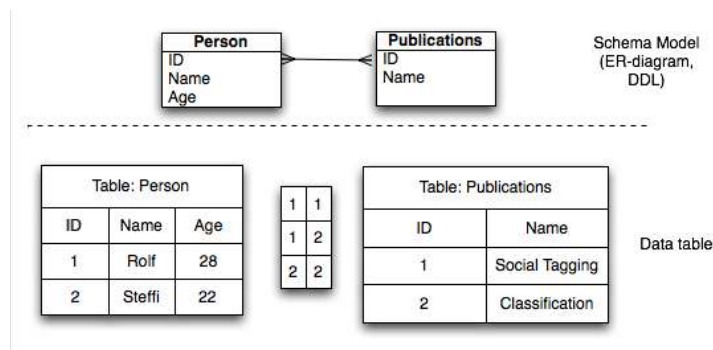 Person
ID
Name
Age
Publications
ID
Name
Schema Model
(ER-diagram,
DDL)
Table: Person
ID Name Age
1 Rolf 28
2 Steffi 22
1 1
1 2
2 2
Table: Publications
ID Name
1 Social Tagging
2 Classification
Data table